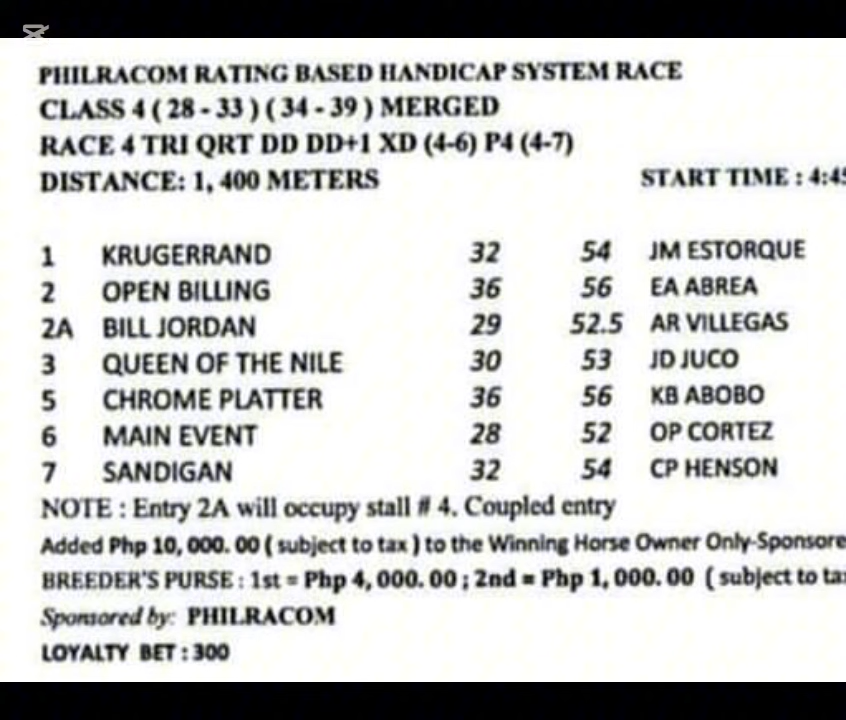 PHILRACOM RATING BASED HANDICAP SYSTEM RACE
CLASS 4 ( 28 - 33 ) ( 34 - 39 ) MERGED
RACE 4 TRI QRT DD DD+1 XD (4-6) P4 (4-7)
DISTANCE: 1, 400 METERS START TIME : 4:45
1 KRUGERRAND 32 54 JM ESTORQUE
2 OPEN BILLING 36 56 EA ABREA
2A BILL JORDAN 29 52.5 AR VILLEGAS
3 QUEEN OF THE NILE 30 53 JD JUCO
5 CHROME PLATTER 36 56 KB ABOBO
6 MAIN EVENT 28 52 OP CORTEZ
7 SANDIGAN 32 54 CP HENSON
NOTE : Entry 2A will occupy stall # 4. Coupled entry
Added Php 10, 000. 00 ( subject to tax ) to the Winning Horse Owner Only-Sponsore
BREEDER'S PURSE : 1st = Php 4, 000. 00 ; 2nd = Php 1, 000. 00 ( subject to ta
Sponsored by: PHILRACOM
LOYALTY BET : 300